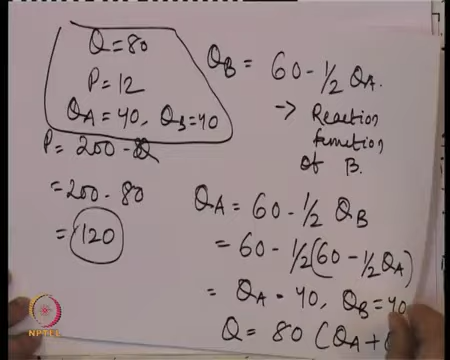 Q = 80
P = 12
QA = 40, QB = 40
P = 200 - Q
= 200 - 80
= 120
QB = 60 - 1/2 QA.
-> Reaction
function
of B.
QA = 60 - 1/2 QB
= 60 - 1/2 (60 - 1/2 QA)
= QA = 40, QB = 40
Q = 80 (QA +
NPTEL